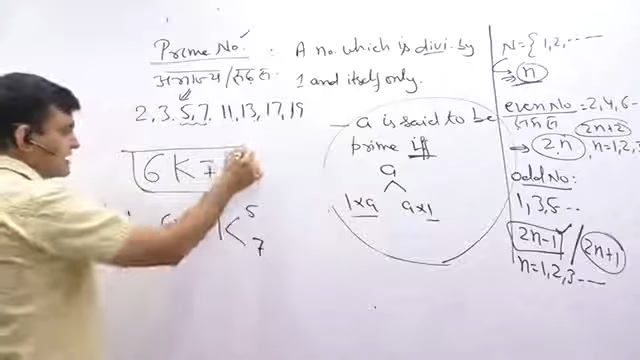 Prime No. : A no. which is divi. by
अभाज्य / रूढ़ सं. 1 and itself only.
2, 3, 5, 7, 11, 13, 17, 19
6K ∓
5
7
— a is said to be
prime iff
a
1×a a×1
N = {1, 2, ----
n
even No = 2, 4, 6-
सम सं (2n+2)
→ 2n, n=1, 2, 3
odd No:
1, 3, 5 --
2n-1 / 2n+1
n=1, 2, 3 ----